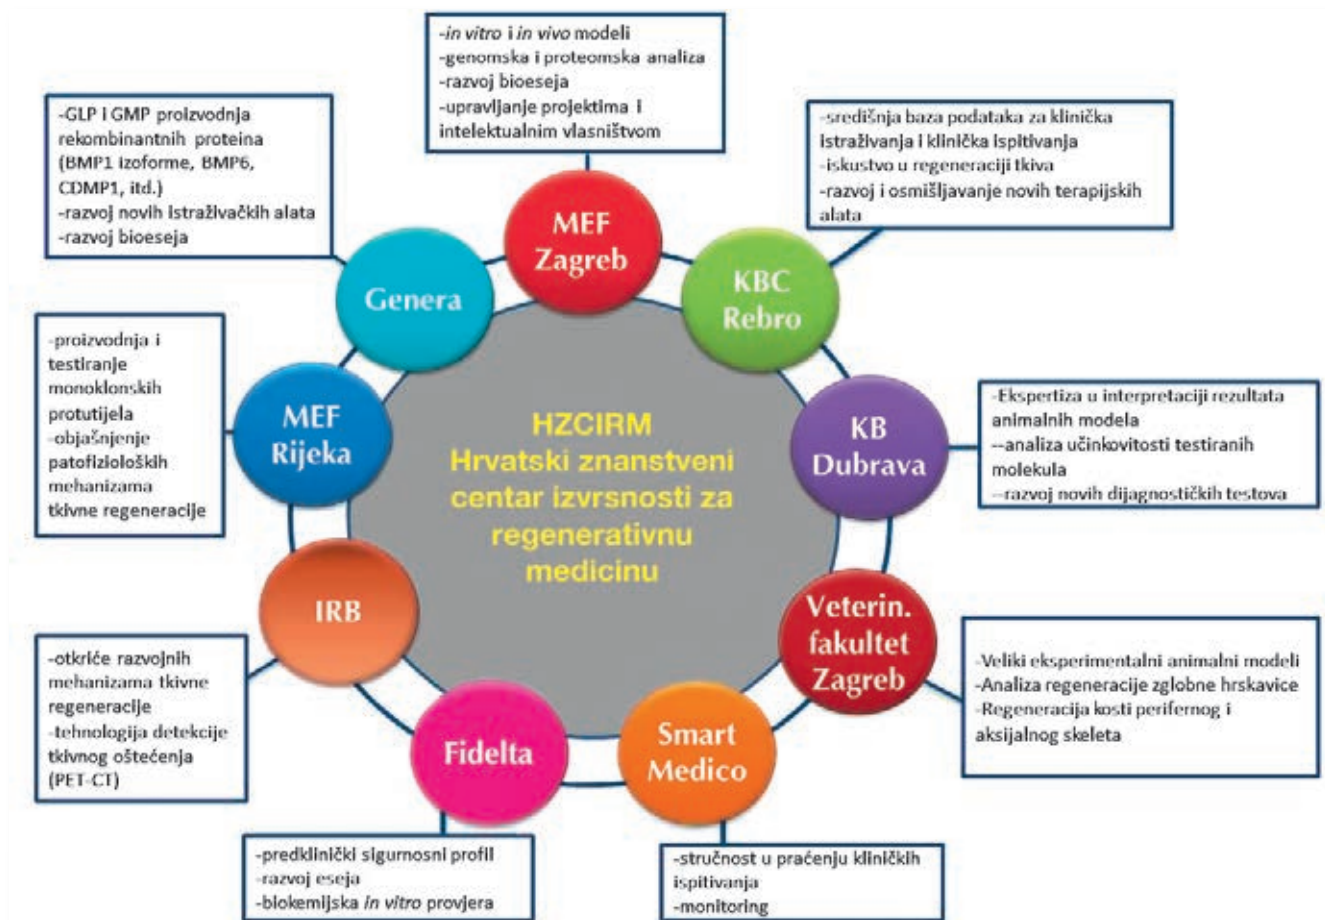 -in vitro i in vivo modeli
-genomska i proteomska analiza
-razvoj bioeseja
-upravljanje projektima i
intelektualnim vlasništvom
-GLP i GMP proizvodnja
rekombinantnih proteina
(BMP1 izoforme, BMP6,
CDMP1, itd.)
-razvoj novih istraživačkih alata
-razvoj bioeseja
-središnja baza podataka za klinička
istraživanja i klinička ispitivanja
-iskustvo u regeneraciji tkiva
-razvoj i osmišljavanje novih terapijskih
alata
MEF
Zagreb
Genera
KBC
Rebro
-proizvodnja i
testiranje
monoklonskih
protutijela
-objašnjenje
patofizioloških
mehanizama
tkivne regeneracije
MEF
Rijeka
HZCIRM
Hrvatski znanstveni
centar izvrsnosti za
regenerativnu
medicinu
KB
Dubrava
-Ekspertiza u interpretaciji rezultata
animalnih modela
--analiza učinkovitosti testiranih
molekula
--razvoj novih dijagnostičkih testova
IRB
Veterin.
fakultet
Zagreb
-otkriće razvojnih
mehanizama tkivne
regeneracije
-tehnologija detekcije
tkivnog oštećenja
(PET-CT)
-Veliki eksperimentalni animalni modeli
-Analiza regeneracije zglobne hrskavice
-Regeneracija kosti perifernog i
aksijalnog skeleta
Fidelta
Smart
Medico
-predklinički sigurnosni profil
-razvoj eseja
-biokemijska in vitro provjera
-stručnost u praćenju kliničkih
ispitivanja
-monitoring